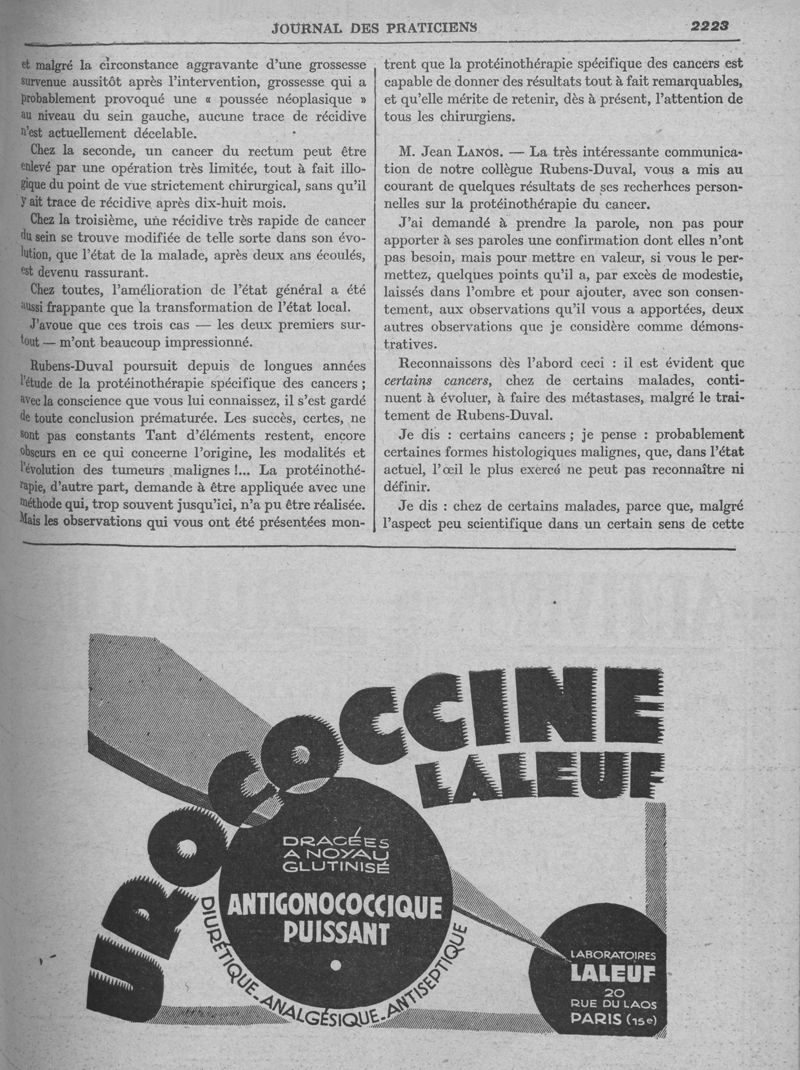 JOURNAL DES PRATICIENS
2223
et malgré la circonstance aggravante d'une grossesse
survenue aussitôt après l'intervention, grossesse qui a
probablement provoqué une « poussée néoplasique »
au niveau du sein gauche, aucune trace de récidive
n'est actuellement décelable.
Chez la seconde, un cancer du rectum peut être
enlevé par une opération très limitée, tout à fait illo-
gique du point de vue strictement chirurgical, sans qu'il
y ait trace de récidive après dix-huit mois.
Chez la troisième, une récidive très rapide de cancer
du sein se trouve modifiée de telle sorte dans son évo-
lution, que l'état de la malade, après deux ans écoulés,
est devenu rassurant.
Chez toutes, l'amélioration de l'état général a été
aussi frappante que la transformation de l'état local.
J'avoue que ces trois cas — les deux premiers sur-
tout — m'ont beaucoup impressionné.
Rubens-Duval poursuit depuis de longues années
l'étude de la protéinothérapie spécifique des cancers ;
avec la conscience que vous lui connaissez, il s'est gardé
de toute conclusion prématurée. Les succès, certes, ne
sont pas constants Tant d'éléments restent, encore
obscurs en ce qui concerne l'origine, les modalités et
l'évolution des tumeurs malignes !... La protéinothé-
rapie, d'autre part, demande à être appliquée avec une
méthode qui, trop souvent jusqu'ici, n'a pu être réalisée.
Mais les observations qui vous ont été présentées mon-
trent que la protéinothérapie spécifique des cancers est
capable de donner des résultats tout à fait remarquables,
et qu'elle mérite de retenir, dès à présent, l'attention de
tous les chirurgiens.
M. Jean LANOS. — La très intéressante communica-
tion de notre collègue Rubens-Duval, vous a mis au
courant de quelques résultats de ses recherhces person-
nelles sur la protéinothérapie du cancer.
J'ai demandé à prendre la parole, non pas pour
apporter à ses paroles une confirmation dont elles n'ont
pas besoin, mais pour mettre en valeur, si vous le per-
mettez, quelques points qu'il a, par excès de modestie,
laissés dans l'ombre et pour ajouter, avec son consen-
tement, aux observations qu'il vous a apportées, deux
autres observations que je considère comme démons-
tratives.
Reconnaissons dès l'abord ceci : il est évident que
certains cancers, chez de certains malades, conti-
nuent à évoluer, à faire des métastases, malgré le trai-
tement de Rubens-Duval.
Je dis : certains cancers ; je pense : probablement
certaines formes histologiques malignes, que, dans l'état
actuel, l'œil le plus exercé ne peut pas reconnaître ni
définir.
Je dis : chez de certains malades, parce que, malgré
l'aspect peu scientifique dans un certain sens de cette
UROCOCCINE
LALEUF
DRAGÉES
A NOYAU
GLUTINISÉ
ANTIGONOCOCCIQUE
PUISSANT
DIURÉTIQUE-ANALGÉSIQUE-ANTISEPTIQUE
LABORATOIRES
LALEUF
20
RUE DU LAOS
PARIS (15e)